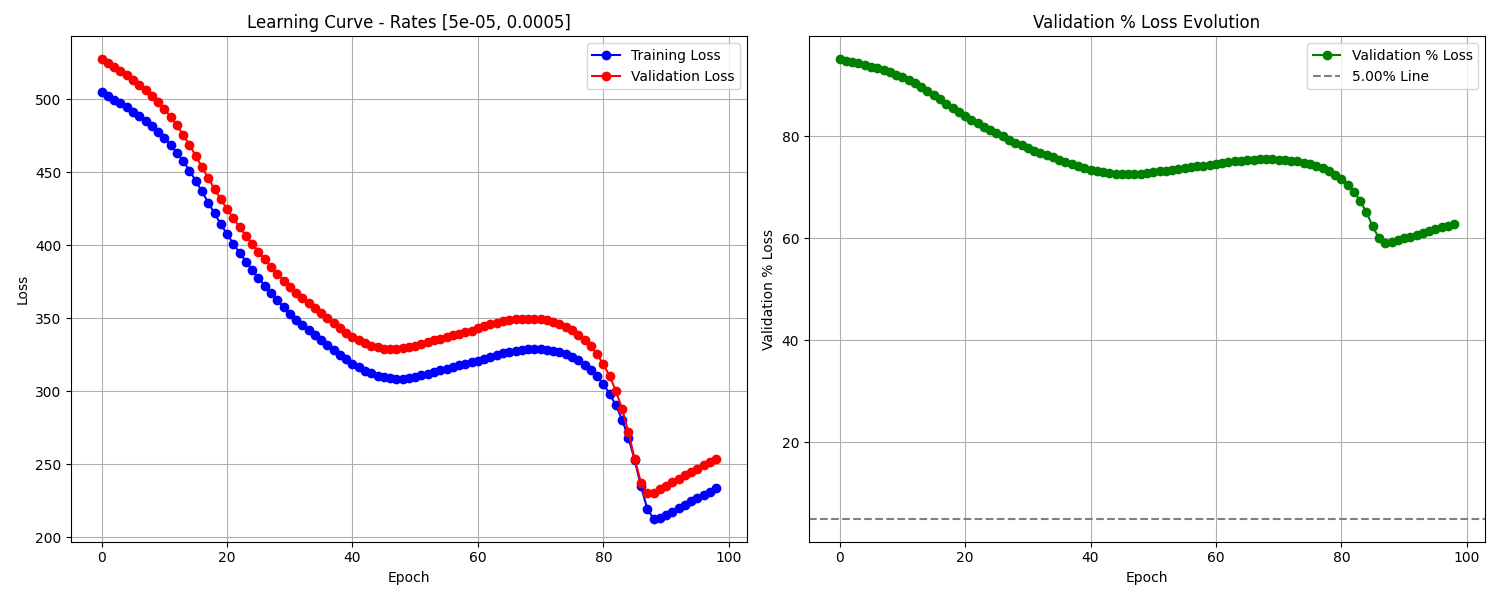 Learning Curve - Rates [5e-05, 0.0005]
Training Loss
Validation Loss
Loss
500
450
400
350
300
250
200
0 20 40 60 80 100
Epoch
Validation % Loss Evolution
Validation % Loss
5.00% Line
Validation % Loss
80
60
40
20
0 20 40 60 80 100
Epoch